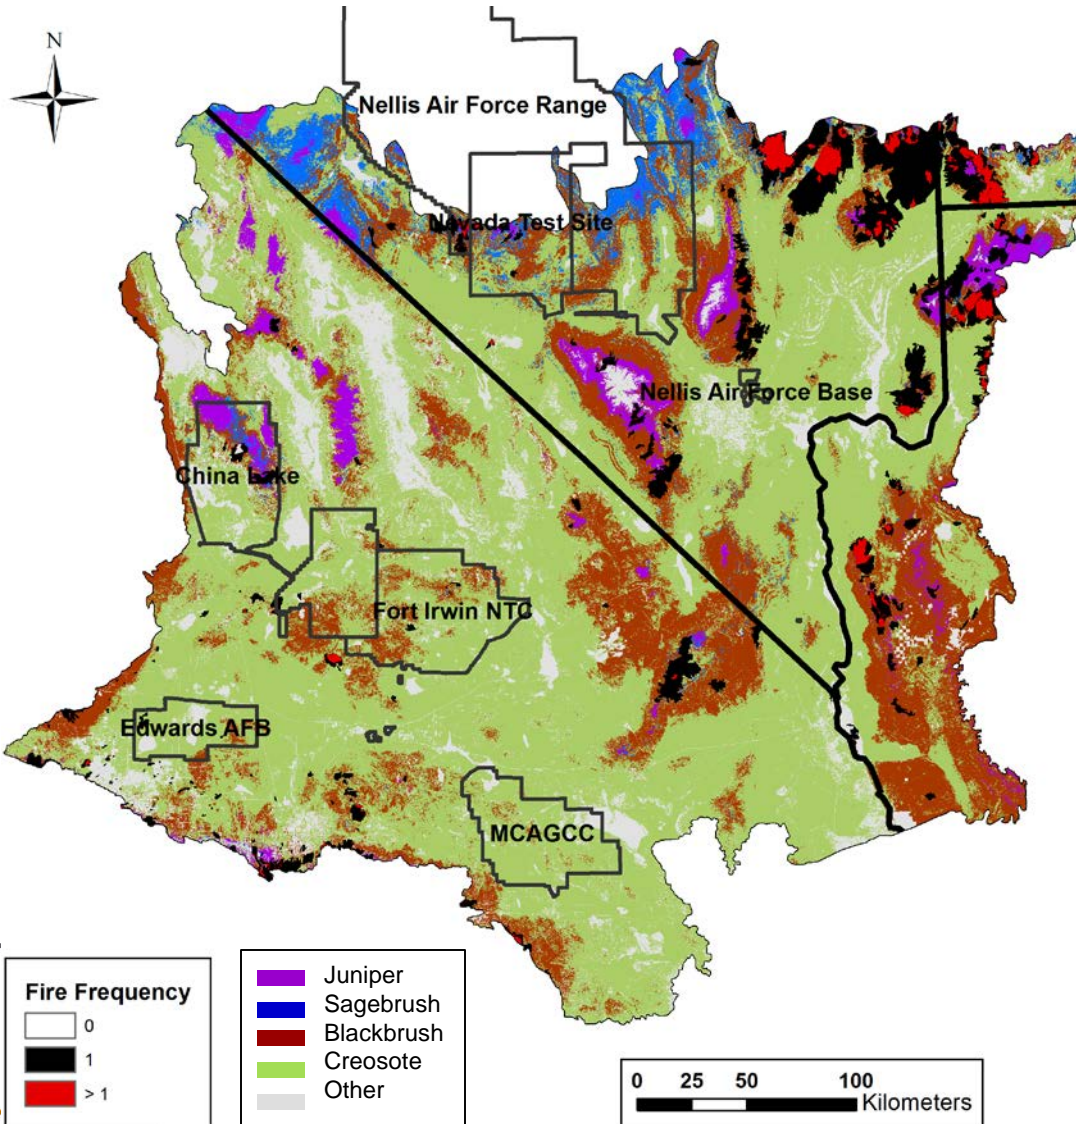 N
Nellis Air Force Range
Nevada Test Site
Nellis Air Force Base
China Lake
Fort Irwin NTC
Edwards AFB
MCAGCC
Fire Frequency
0
1
> 1
Juniper
Sagebrush
Blackbrush
Creosote
Other
0 25 50 100
Kilometers